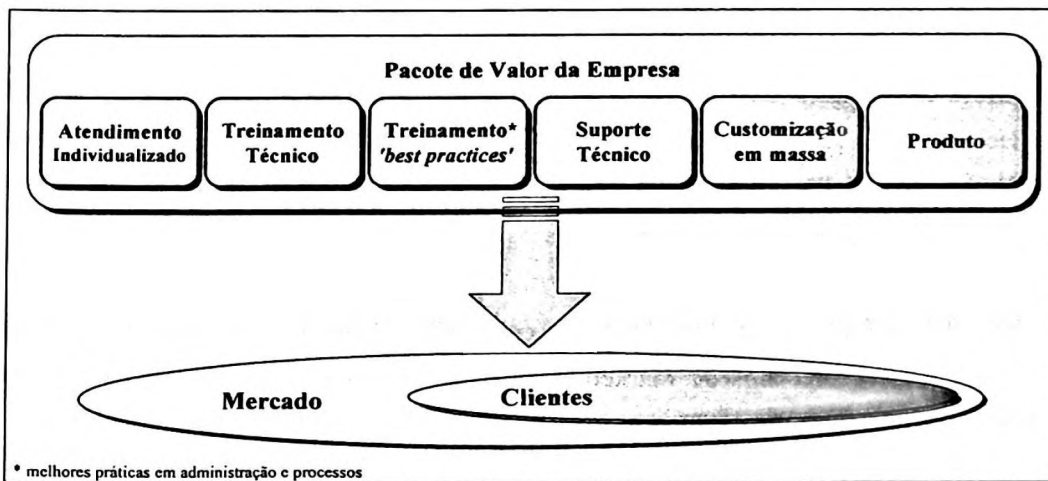 Pacote de Valor da Empresa
Atendimento
Individualizado
Treinamento
Técnico
Treinamento*
'best practices'
Suporte
Técnico
Customização
em massa
Produto
Mercado
Clientes
* melhores práticas em administração e processos